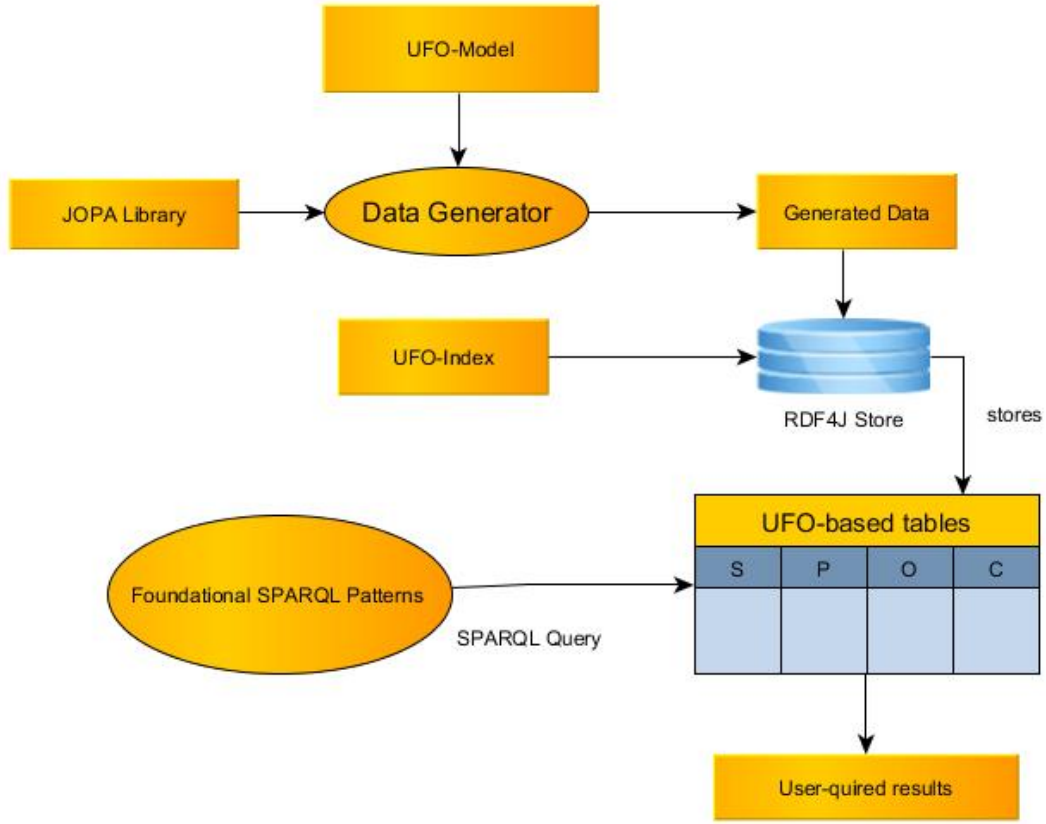 UFO-Model
JOPA Library
Data Generator
Generated Data
UFO-Index
RDF4J Store
stores
UFO-based tables
S P O C
Foundational SPARQL Patterns
SPARQL Query
User-quired results